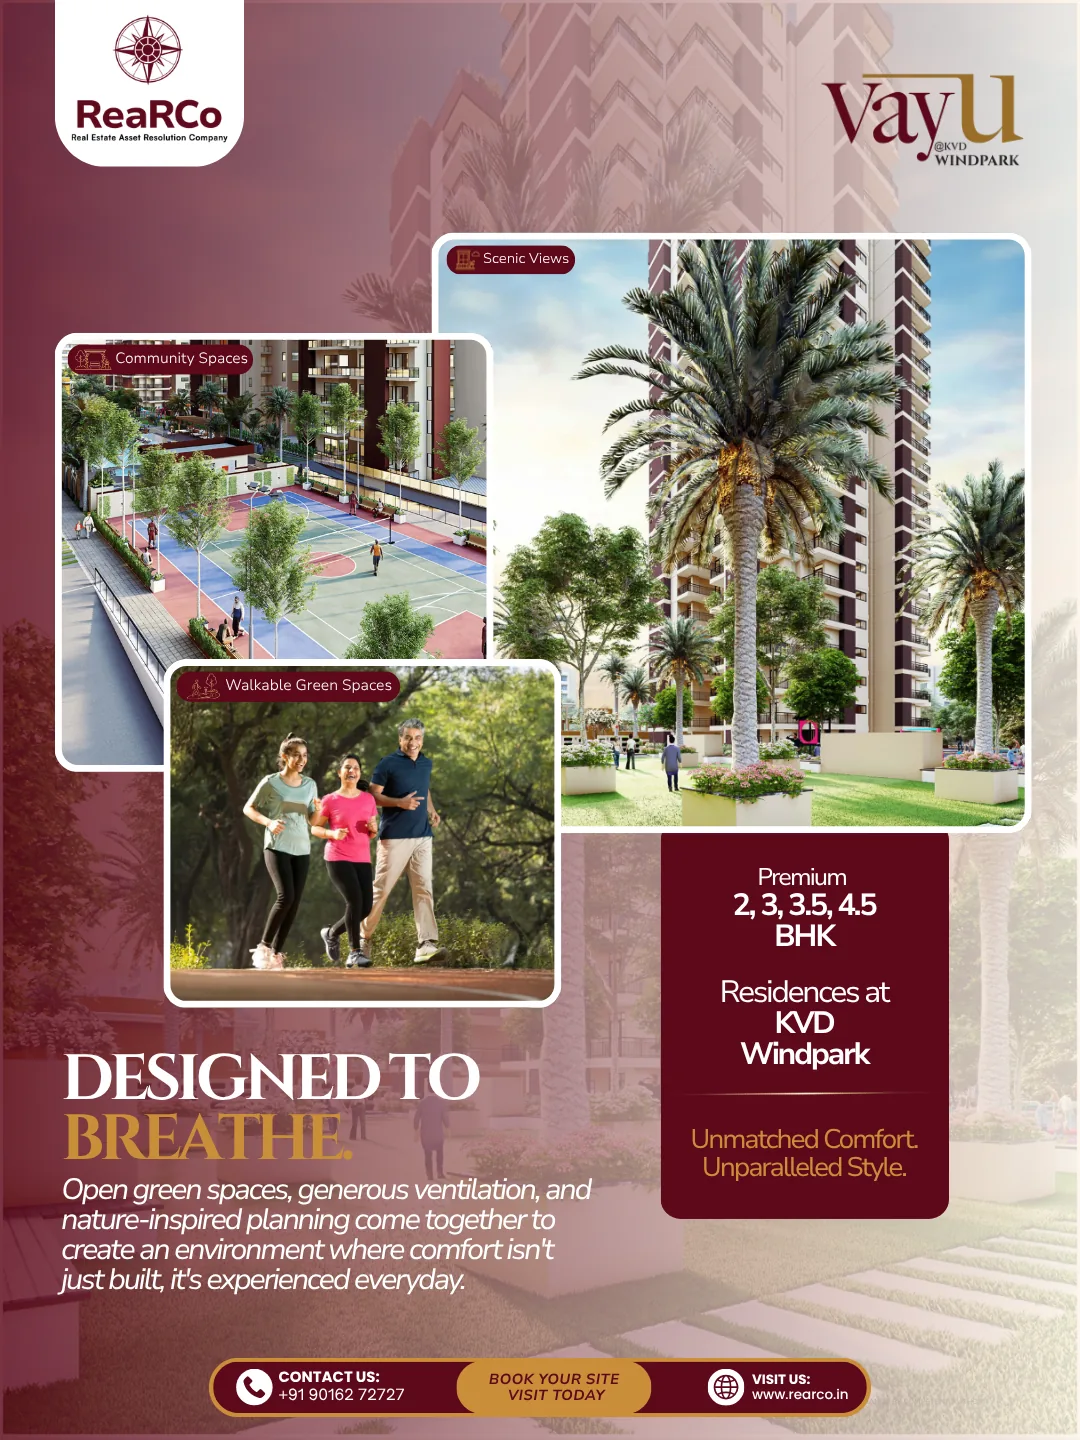 ReaRCo
Real Estate Asset Resolution Company
VayU
@KVD
WINDPARK
Scenic Views
Community Spaces
Walkable Green Spaces
Premium
2, 3, 3.5, 4.5
BHK
Residences at
KVD
Windpark
Unmatched Comfort.
Unparalleled Style.
DESIGNED TO
BREATHE.
Open green spaces, generous ventilation, and
nature-inspired planning come together to
create an environment where comfort isn't
just built, it's experienced everyday.
CONTACT US:
+91 90162 72727
BOOK YOUR SITE
VISIT TODAY
VISIT US:
www.rearco.in